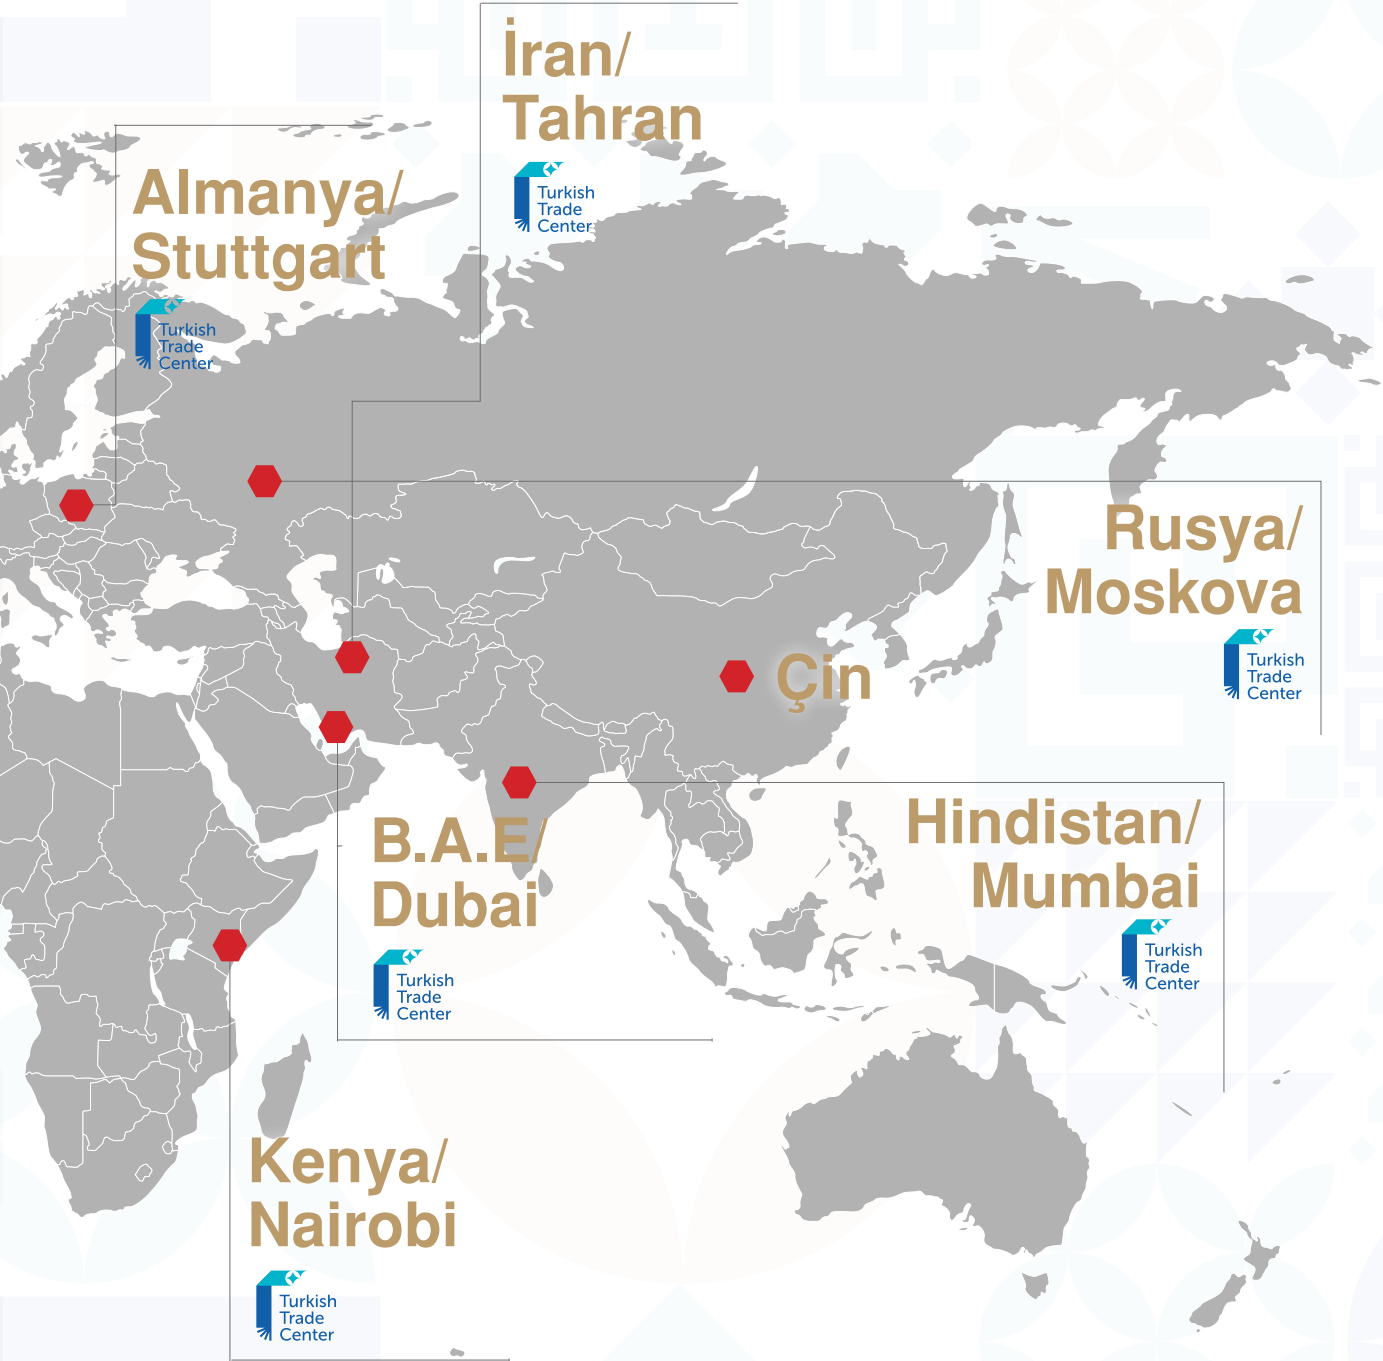 İran/
Tahran
Turkish
Trade
Center
Almanya/
Stuttgart
Turkish
Trade
Center
Rusya/
Moskova
Turkish
Trade
Center
Çin
Hindistan/
Mumbai
Turkish
Trade
Center
B.A.E/
Dubai
Turkish
Trade
Center
Kenya/
Nairobi
Turkish
Trade
Center